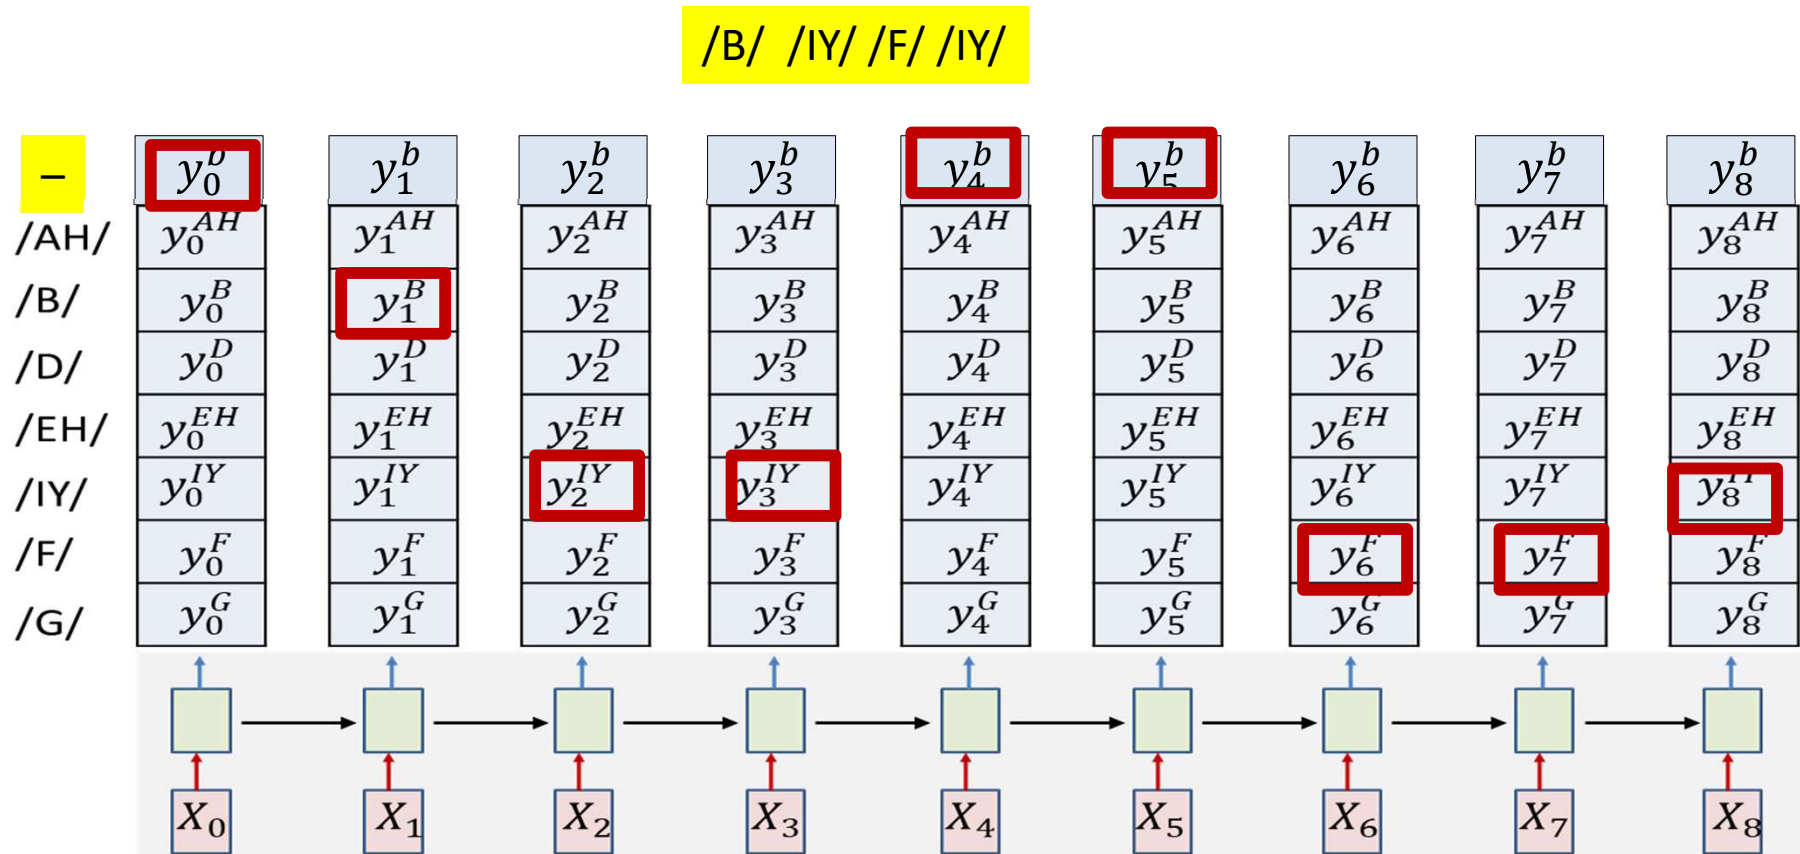 /B/ /IY/ /F/ /IY/
– y_0^b y_1^b y_2^b y_3^b y_4^b y_5^b y_6^b y_7^b y_8^b
/AH/ y_0^{AH} y_1^{AH} y_2^{AH} y_3^{AH} y_4^{AH} y_5^{AH} y_6^{AH} y_7^{AH} y_8^{AH}
/B/ y_0^B y_1^B y_2^B y_3^B y_4^B y_5^B y_6^B y_7^B y_8^B
/D/ y_0^D y_1^D y_2^D y_3^D y_4^D y_5^D y_6^D y_7^D y_8^D
/EH/ y_0^{EH} y_1^{EH} y_2^{EH} y_3^{EH} y_4^{EH} y_5^{EH} y_6^{EH} y_7^{EH} y_8^{EH}
/IY/ y_0^{IY} y_1^{IY} y_2^{IY} y_3^{IY} y_4^{IY} y_5^{IY} y_6^{IY} y_7^{IY} y_8^{IY}
/F/ y_0^F y_1^F y_2^F y_3^F y_4^F y_5^F y_6^F y_7^F y_8^F
/G/ y_0^G y_1^G y_2^G y_3^G y_4^G y_5^G y_6^G y_7^G y_8^G
X_0 X_1 X_2 X_3 X_4 X_5 X_6 X_7 X_8